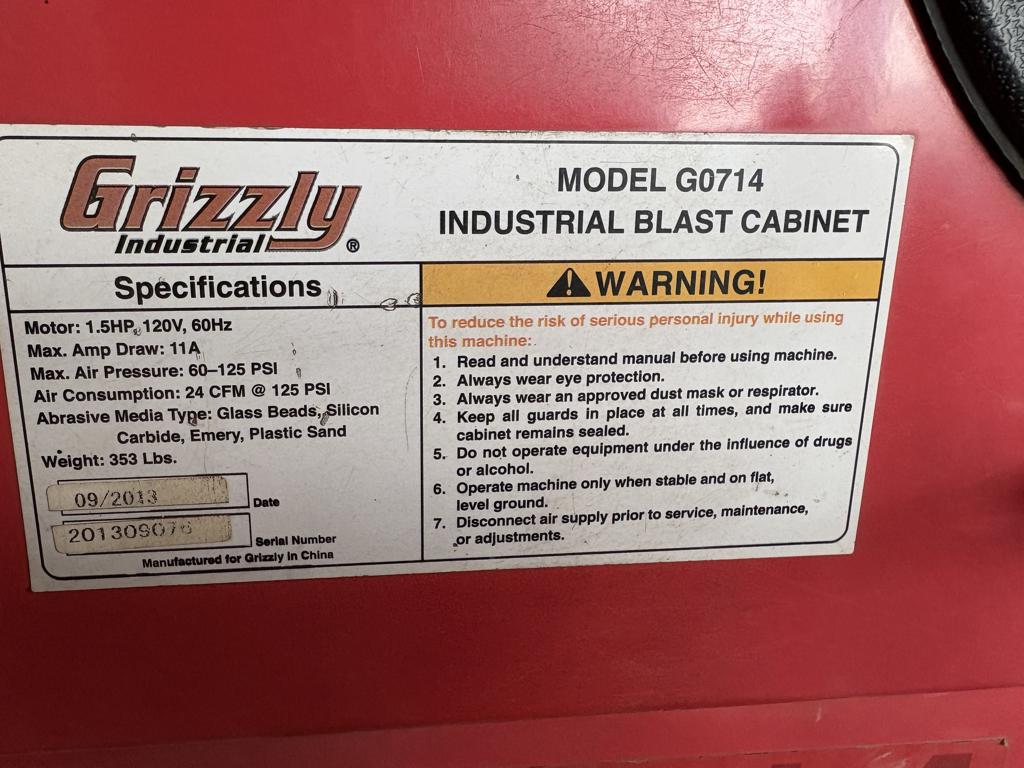 Grizzly
Industrial ®
MODEL G0714
INDUSTRIAL BLAST CABINET
Specifications
Motor: 1.5HP, 120V, 60Hz
Max. Amp Draw: 11A
Max. Air Pressure: 60–125 PSI
Air Consumption: 24 CFM @ 125 PSI
Abrasive Media Type: Glass Beads, Silicon
Carbide, Emery, Plastic Sand
Weight: 353 Lbs.
09/2013
Date
201309076
Serial Number
Manufactured for Grizzly in China
WARNING!
To reduce the risk of serious personal injury while using
this machine:
1. Read and understand manual before using machine.
2. Always wear eye protection.
3. Always wear an approved dust mask or respirator.
4. Keep all guards in place at all times, and make sure
cabinet remains sealed.
5. Do not operate equipment under the influence of drugs
or alcohol.
6. Operate machine only when stable and on flat,
level ground.
7. Disconnect air supply prior to service, maintenance,
or adjustments.